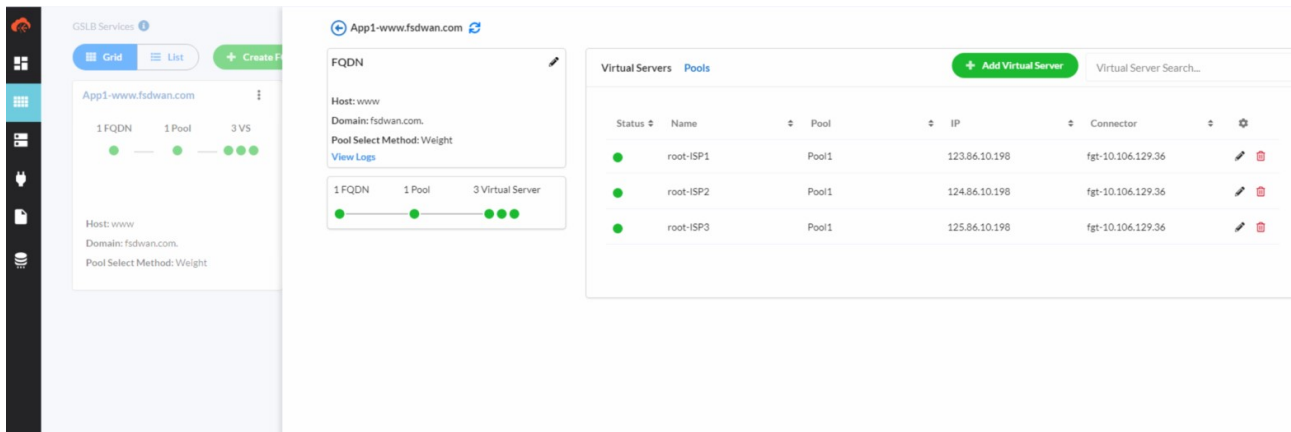 GSLB Services
Grid
List
+ Create F
App1-www.fsdwan.com
1 FQDN 1 Pool 3 VS
Host: www
Domain: fsdwan.com.
Pool Select Method: Weight
App1-www.fsdwan.com
FQDN
Host: www
Domain: fsdwan.com.
Pool Select Method: Weight
View Logs
1 FQDN 1 Pool 3 Virtual Server
Virtual Servers Pools
+ Add Virtual Server
Virtual Server Search...
Status Name Pool IP Connector
root-ISP1 Pool1 123.86.10.198 fgt-10.106.129.36
root-ISP2 Pool1 124.86.10.198 fgt-10.106.129.36
root-ISP3 Pool1 125.86.10.198 fgt-10.106.129.36